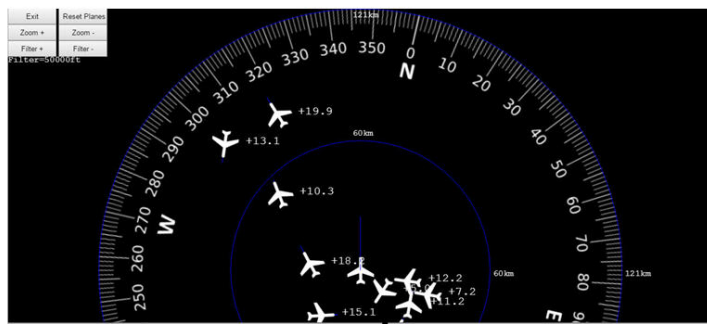 Exit
Reset Planes
Zoom +
Zoom -
Filter +
Filter -
Filter=50000ft
121km
250
260
270
W
280
290
300
310
320
330
340
350
0
N
10
20
30
40
50
60
70
80
E
60km
60km
121km
+19.9
+13.1
+10.3
+18.2
+12.2
+7.2
+11.2
+15.1